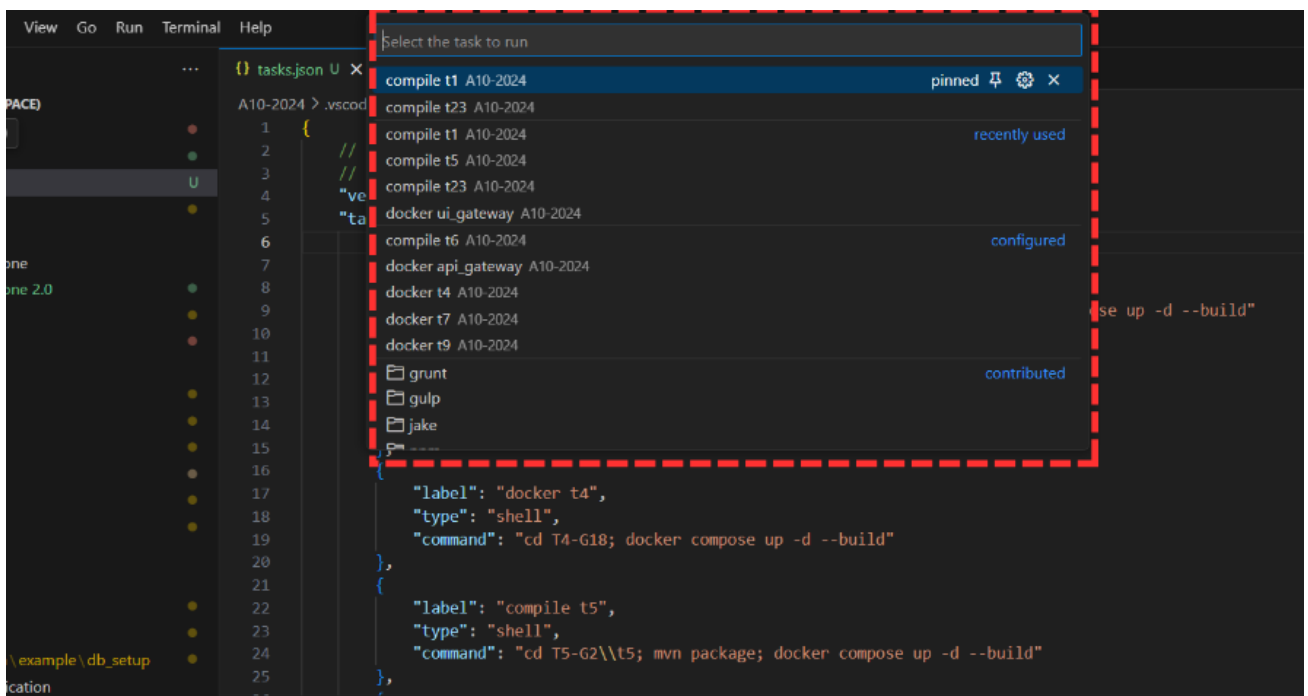 View Go Run Terminal Help
Select the task to run
...
{} tasks.json U ×
compile t1 A10-2024 pinned
PACE)
A10-2024 > .vscod
compile t23 A10-2024
1 {
compile t1 A10-2024 recently used
2 //
compile t5 A10-2024
3 //
U
compile t23 A10-2024
4 "ve
docker ui_gateway A10-2024
5 "ta
compile t6 A10-2024 configured
6
one
7
docker api_gateway A10-2024
one 2.0
8
docker t4 A10-2024
9
docker t7 A10-2024
se up -d --build"
10
docker t9 A10-2024
11
grunt contributed
12
gulp
13
jake
14
15
},
16 {
17 "label": "docker t4",
18 "type": "shell",
19 "command": "cd T4-G18; docker compose up -d --build"
20 },
21 {
22 "label": "compile t5",
23 "type": "shell",
\example\db_setup
24 "command": "cd T5-G2\\t5; mvn package; docker compose up -d --build"
ication
25 },